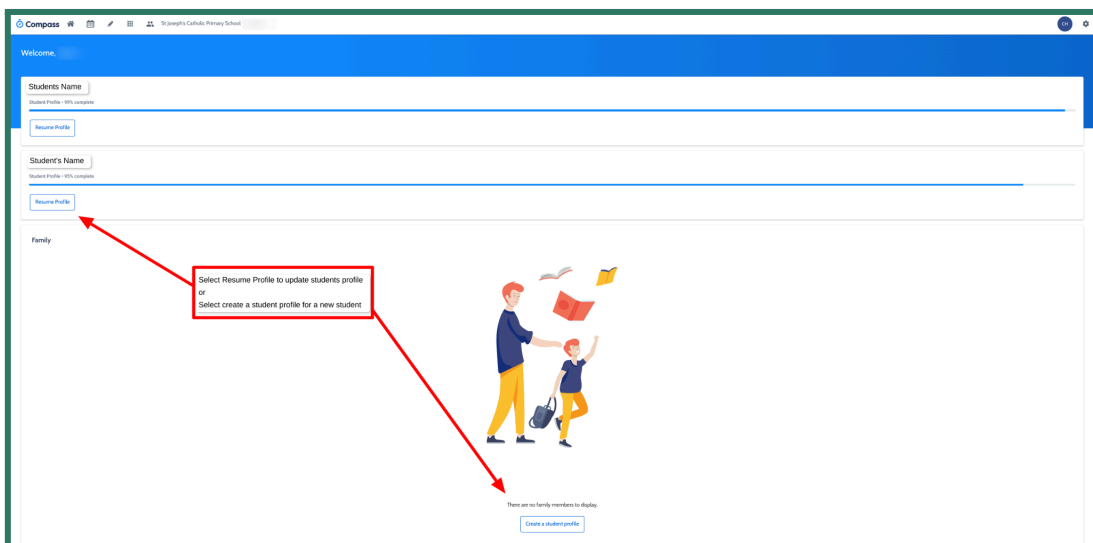 Compass
St Joseph's Catholic Primary School
CH
Welcome,
Students Name
Student Profile - 99% complete
Resume Profile
Student's Name
Student Profile - 95% complete
Resume Profile
Family
Select Resume Profile to update students profile
or
Select create a student profile for a new student
There are no family members to display.
Create a student profile